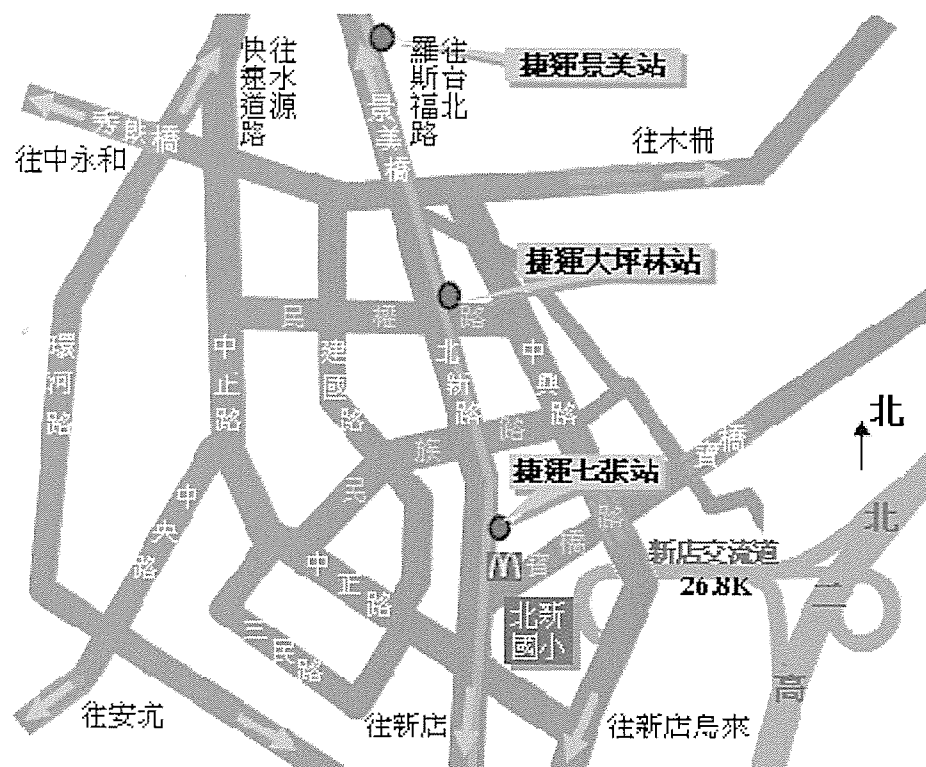 往水源
快速道路
往台北
羅斯福路
捷運景美站
秀朗橋
景美橋
往中永和
往木柵
捷運大坪林站
民權路
環河路
中正路
建國路
北新路
中興路
北
民族路
寶橋
捷運七張站
中央路
寶橋路
北二高
新店交流道
26.8K
中正路
北新
國小
三民路
往安坑
往新店
往新店烏來